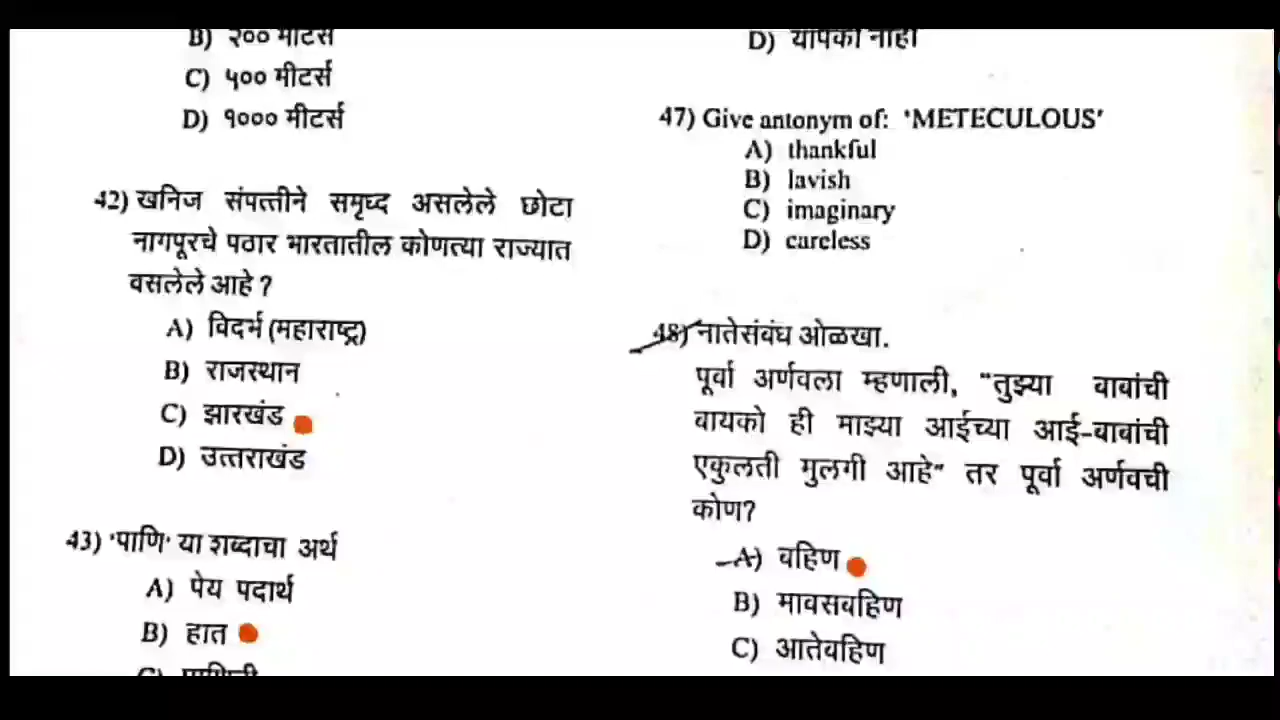 B) २०० मीटर्स
C) ५०० मीटर्स
D) १००० मीटर्स
42) खनिज संपत्तीने समृध्द असलेले छोटा
नागपूरचे पठार भारतातील कोणत्या राज्यात
वसलेले आहे ?
A) विदर्भ (महाराष्ट्र)
B) राजस्थान
C) झारखंड
D) उत्तराखंड
43) 'पाणि' या शब्दाचा अर्थ
A) पेय पदार्थ
B) हात
D) यापैकी नाही
47) Give antonym of: 'METECULOUS'
A) thankful
B) lavish
C) imaginary
D) careless
48) नातेसंबंध ओळखा.
पूर्वा अर्णवला म्हणाली, "तुझ्या बाबांची
बायको ही माझ्या आईच्या आई-बाबांची
एकुलती मुलगी आहे" तर पूर्वा अर्णवची
कोण?
A) बहिण
B) मावसबहिण
C) आतेबहिण